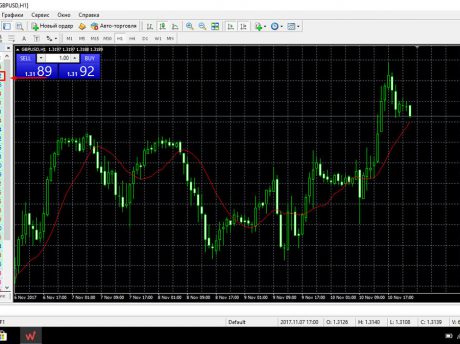 GBPUSD,H1]
Графики Сервис Окно Справка
Новый ордер Авто-торговля
T M1 M5 M15 M30 H1 H4 D1 W1 MN
GBPUSD,H1 1.3197 1.3197 1.3188 1.3189
SELL 1.00 BUY
1.31 89 1.31 92
6 Nov 2017 6 Nov 17:00 7 Nov 01:00 7 Nov 09:00 7 Nov 17:00 8 Nov 01:00 8 Nov 09:00 8 Nov 17:00 9 Nov 01:00 9 Nov 09:00 9 Nov 17:00 10 Nov 01:00 10 Nov 09:00 10 Nov 17:00
F1 Default 2017.11.07 17:00 O: 1.3126 H: 1.3140 L: 1.3108 C: 1.3139 V: 6